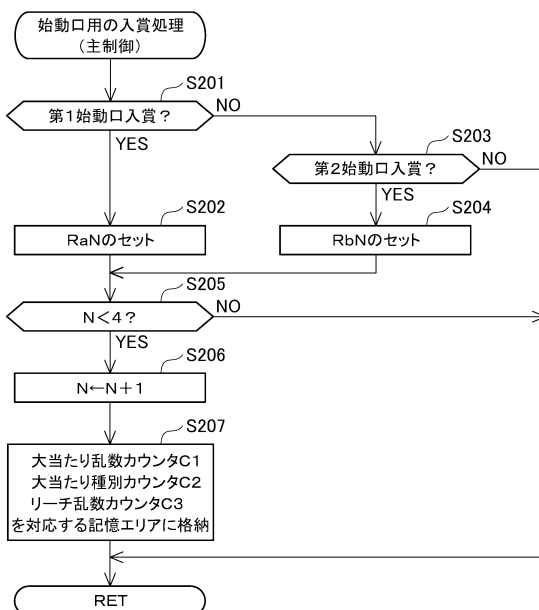 始動口用の入賞処理
(主制御)
S201
第1始動口入賞?
NO
YES
S203
第2始動口入賞?
NO
YES
S202
RaNのセット
S204
RbNのセット
S205
N<4?
NO
YES
S206
N←N+1
S207
大当たり乱数カウンタC1
大当たり種別カウンタC2
リーチ乱数カウンタC3
を対応する記憶エリアに格納
RET